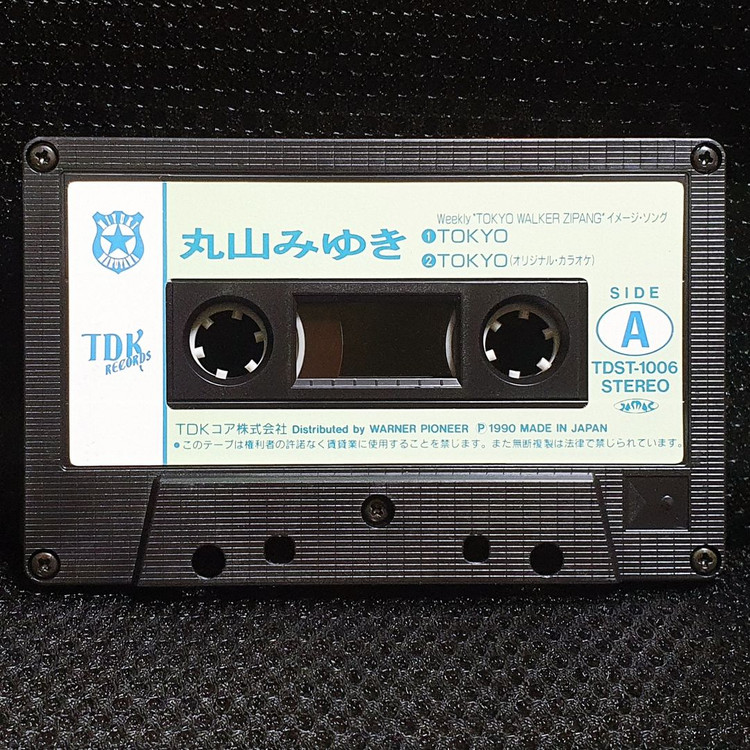 Weekly "TOKYO WALKER ZIPANG" イメージ・ソング
丸山みゆき
❶TOKYO
❷TOKYO(オリジナル・カラオケ)
SIDE
A
TDK
RECORDS
TDST-1006
STEREO
JASRAC
TDKコア株式会社 Distributed by WARNER PIONEER Ⓟ1990 MADE IN JAPAN
●このテープは権利者の許諾なく賃貸業に使用することを禁じます。また無断複製は法律で禁じられています。